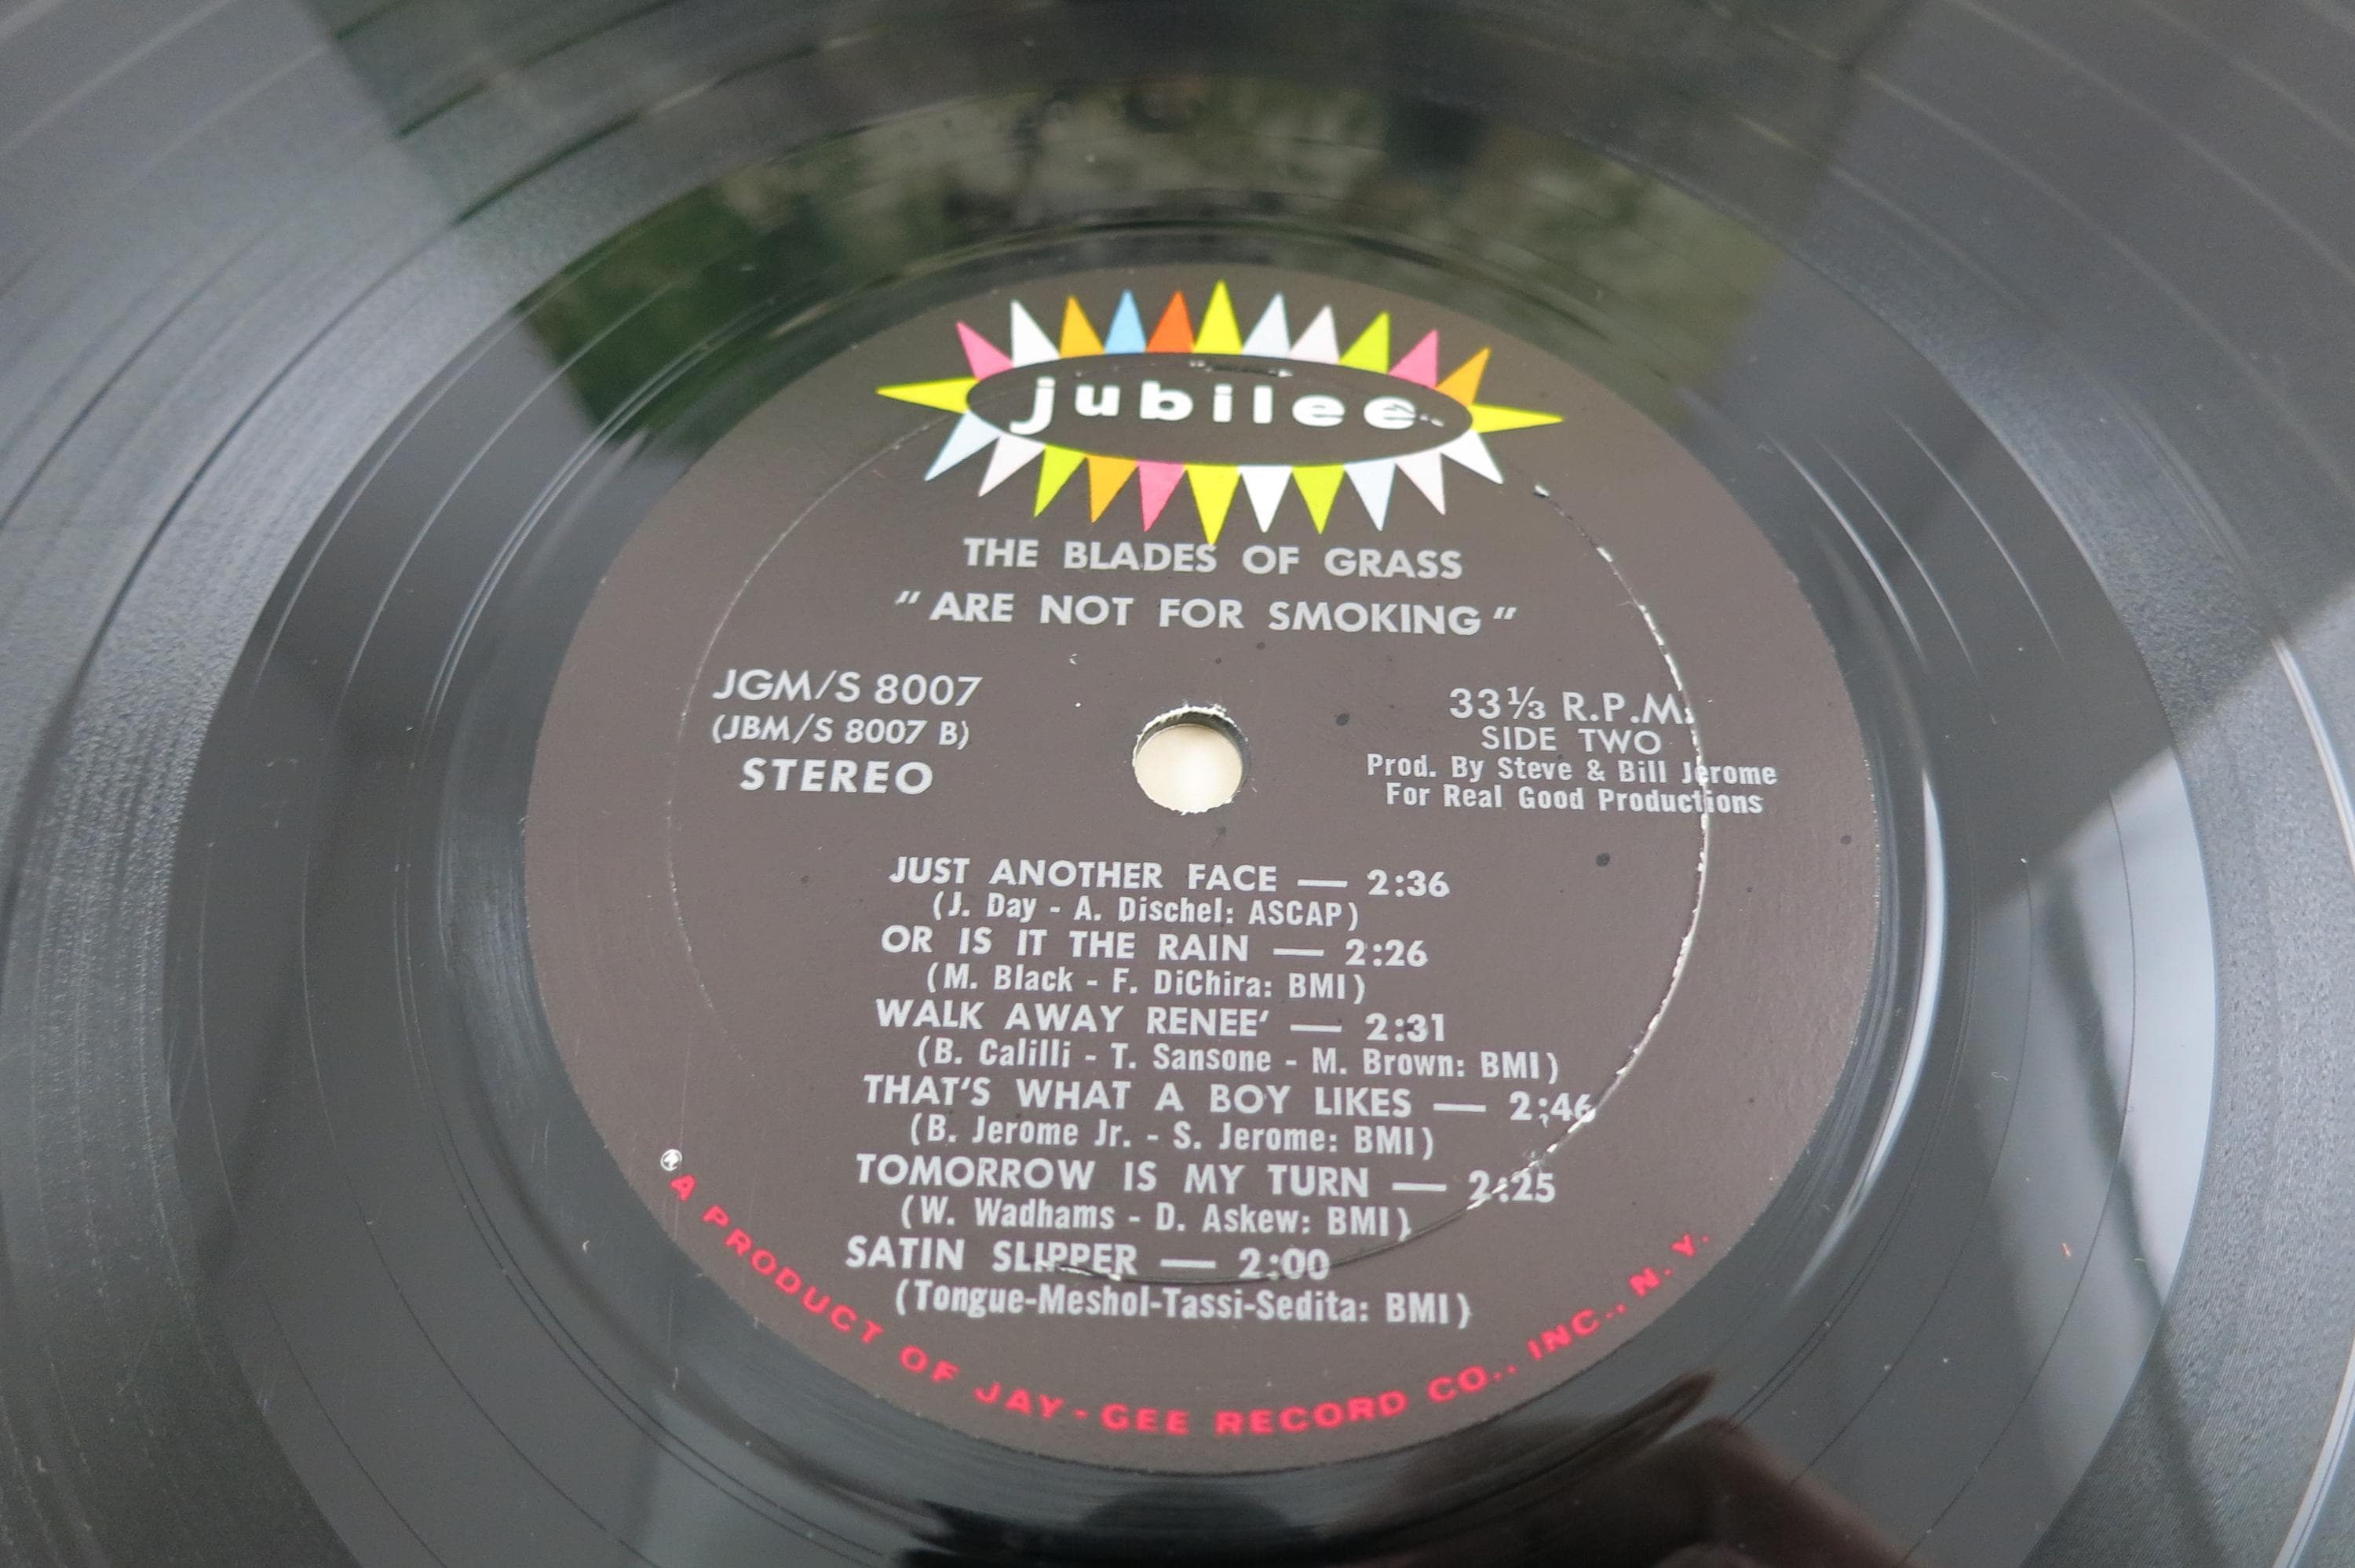 jubilee
THE BLADES OF GRASS
"ARE NOT FOR SMOKING"
JGM/S 8007
(JBM/S 8007 B)
STEREO
33⅓ R.P.M.
SIDE TWO
Prod. By Steve & Bill Jerome
For Real Good Productions
JUST ANOTHER FACE — 2:36
(J. Day - A. Dischel: ASCAP)
OR IS IT THE RAIN — 2:26
(M. Black - F. DiChira: BMI)
WALK AWAY RENEE' — 2:31
(B. Calilli - T. Sansone - M. Brown: BMI)
THAT'S WHAT A BOY LIKES — 2:46
(B. Jerome Jr. - S. Jerome: BMI)
TOMORROW IS MY TURN — 2:25
(W. Wadhams - D. Askew: BMI)
SATIN SLIPPER — 2:00
(Tongue-Meshol-Tassi-Sedita: BMI)
A PRODUCT OF JAY-GEE RECORD CO., INC., N.Y.